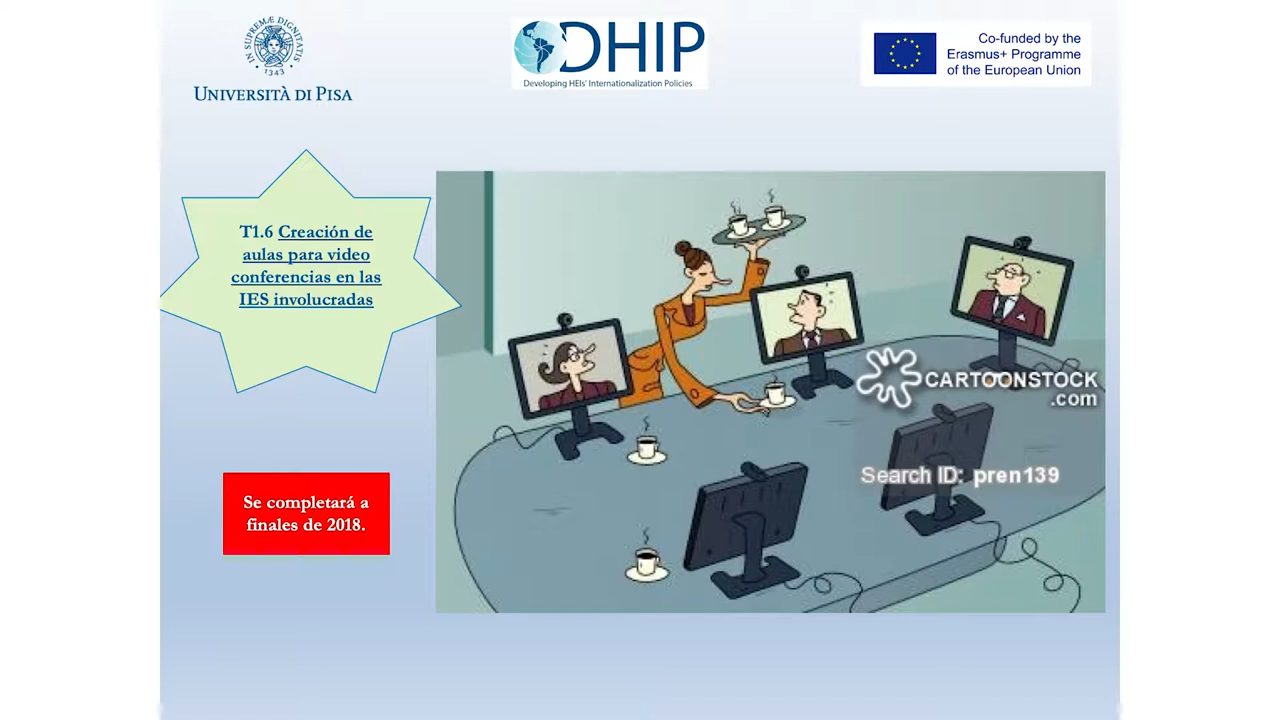 IN SUPREMÆ DIGNITATIS
1343
UNIVERSITÀ DI PISA
DHIP
Developing HEIs' Internationalization Policies
Co-funded by the
Erasmus+ Programme
of the European Union
T1.6 Creación de
aulas para video
conferencias en las
IES involucradas
Se completará a
finales de 2018.
CARTOONSTOCK
.com
Search ID: pren139